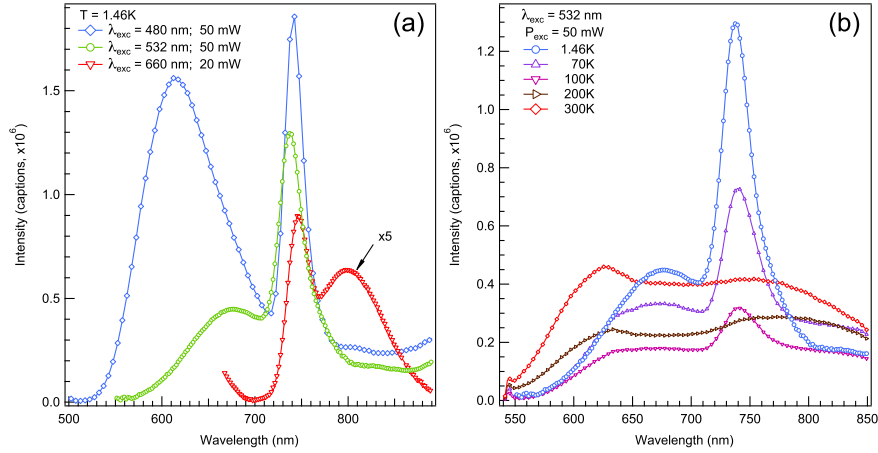 T = 1.46K
λexc = 480 nm; 50 mW
λexc = 532 nm; 50 mW
λexc = 660 nm; 20 mW
(a)
x5
Intensity (captions, x10⁶)
1.5
1.0
0.5
0.0
500
600
700
800
Wavelength (nm)
λexc = 532 nm
Pexc = 50 mW
1.46K
70K
100K
200K
300K
(b)
Intensity (captions, x10⁶)
1.2
1.0
0.8
0.6
0.4
0.2
0.0
550
600
650
700
750
800
850
Wavelength (nm)